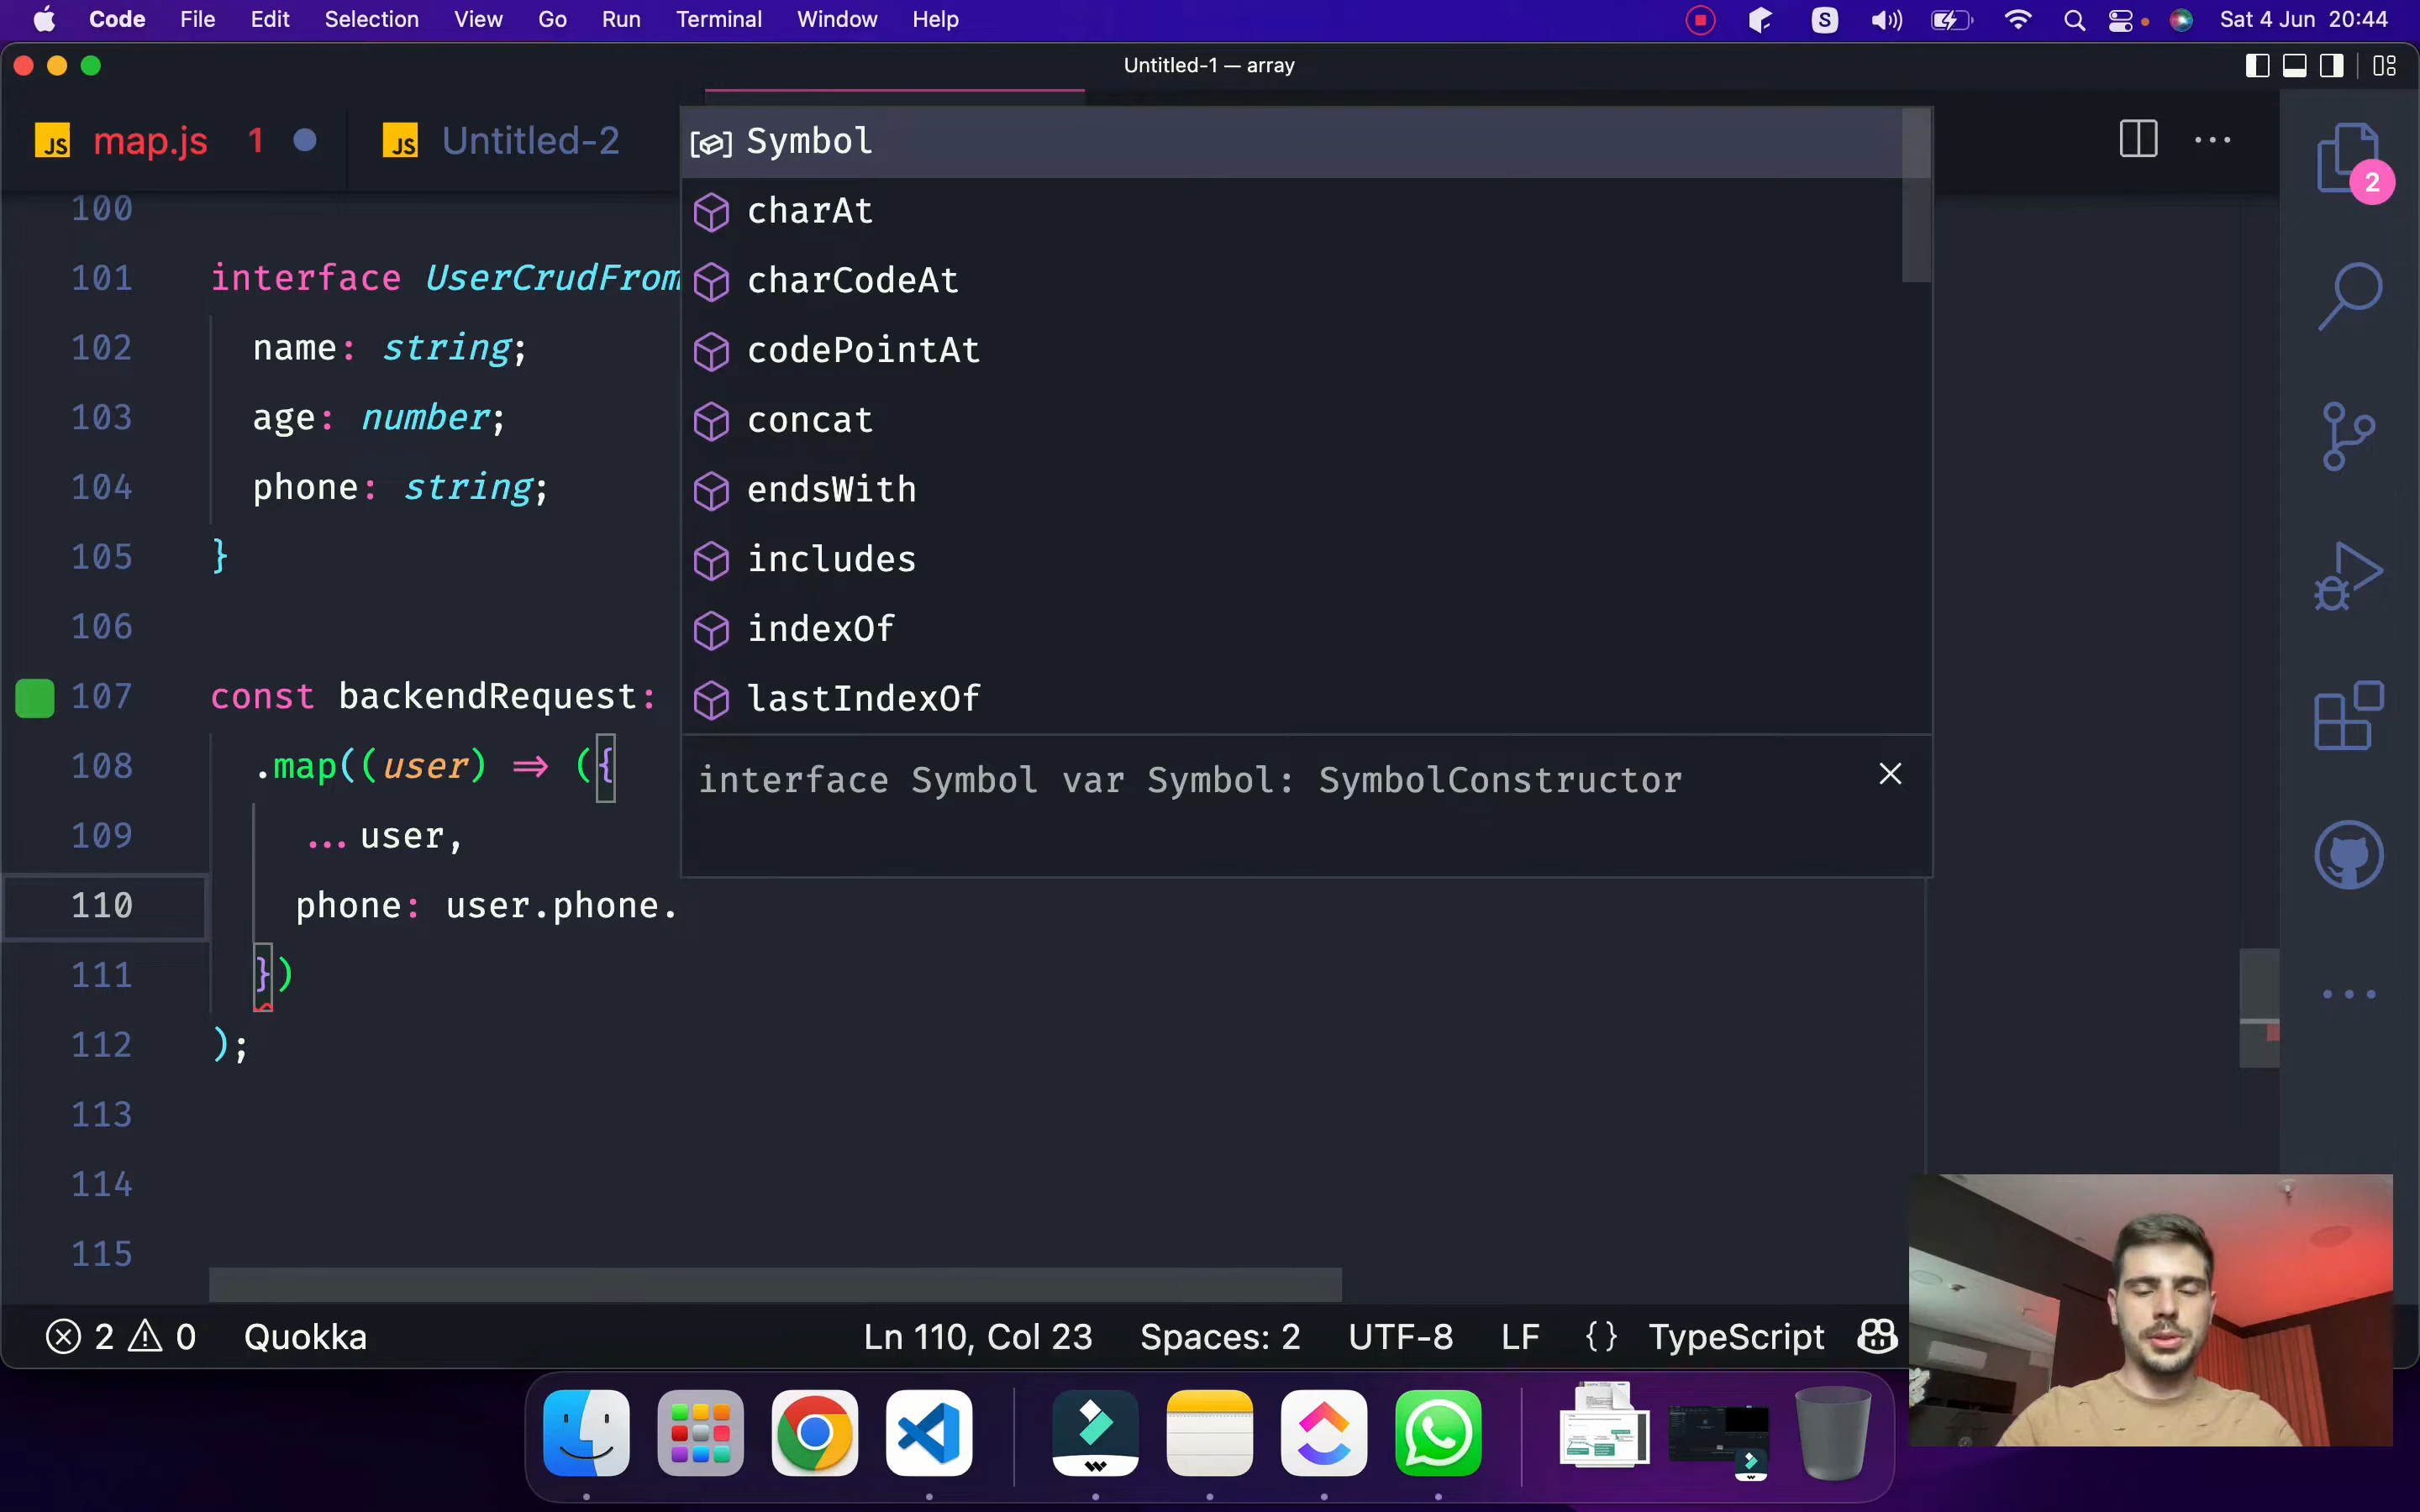 Code File Edit Selection View Go Run Terminal Window Help
S
Sat 4 Jun 20:44
Untitled-1 — array
JS map.js 1
JS Untitled-2
2
100
101 interface UserCrudFrom
102 name: string;
103 age: number;
104 phone: string;
105 }
106
107 const backendRequest:
108 .map((user) => ({
109 ...user,
110 phone: user.phone.
111 })
112 );
113
114
115
Symbol
charAt
charCodeAt
codePointAt
concat
endsWith
includes
indexOf
lastIndexOf
interface Symbol var Symbol: SymbolConstructor
2 0 Quokka Ln 110, Col 23 Spaces: 2 UTF-8 LF {} TypeScript